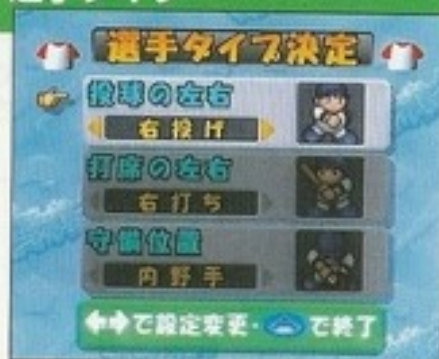 選手タイプ決定
投球の左右
右投げ
打席の左右
右打ち
守備位置
内野手
←→で設定変更・ で終了